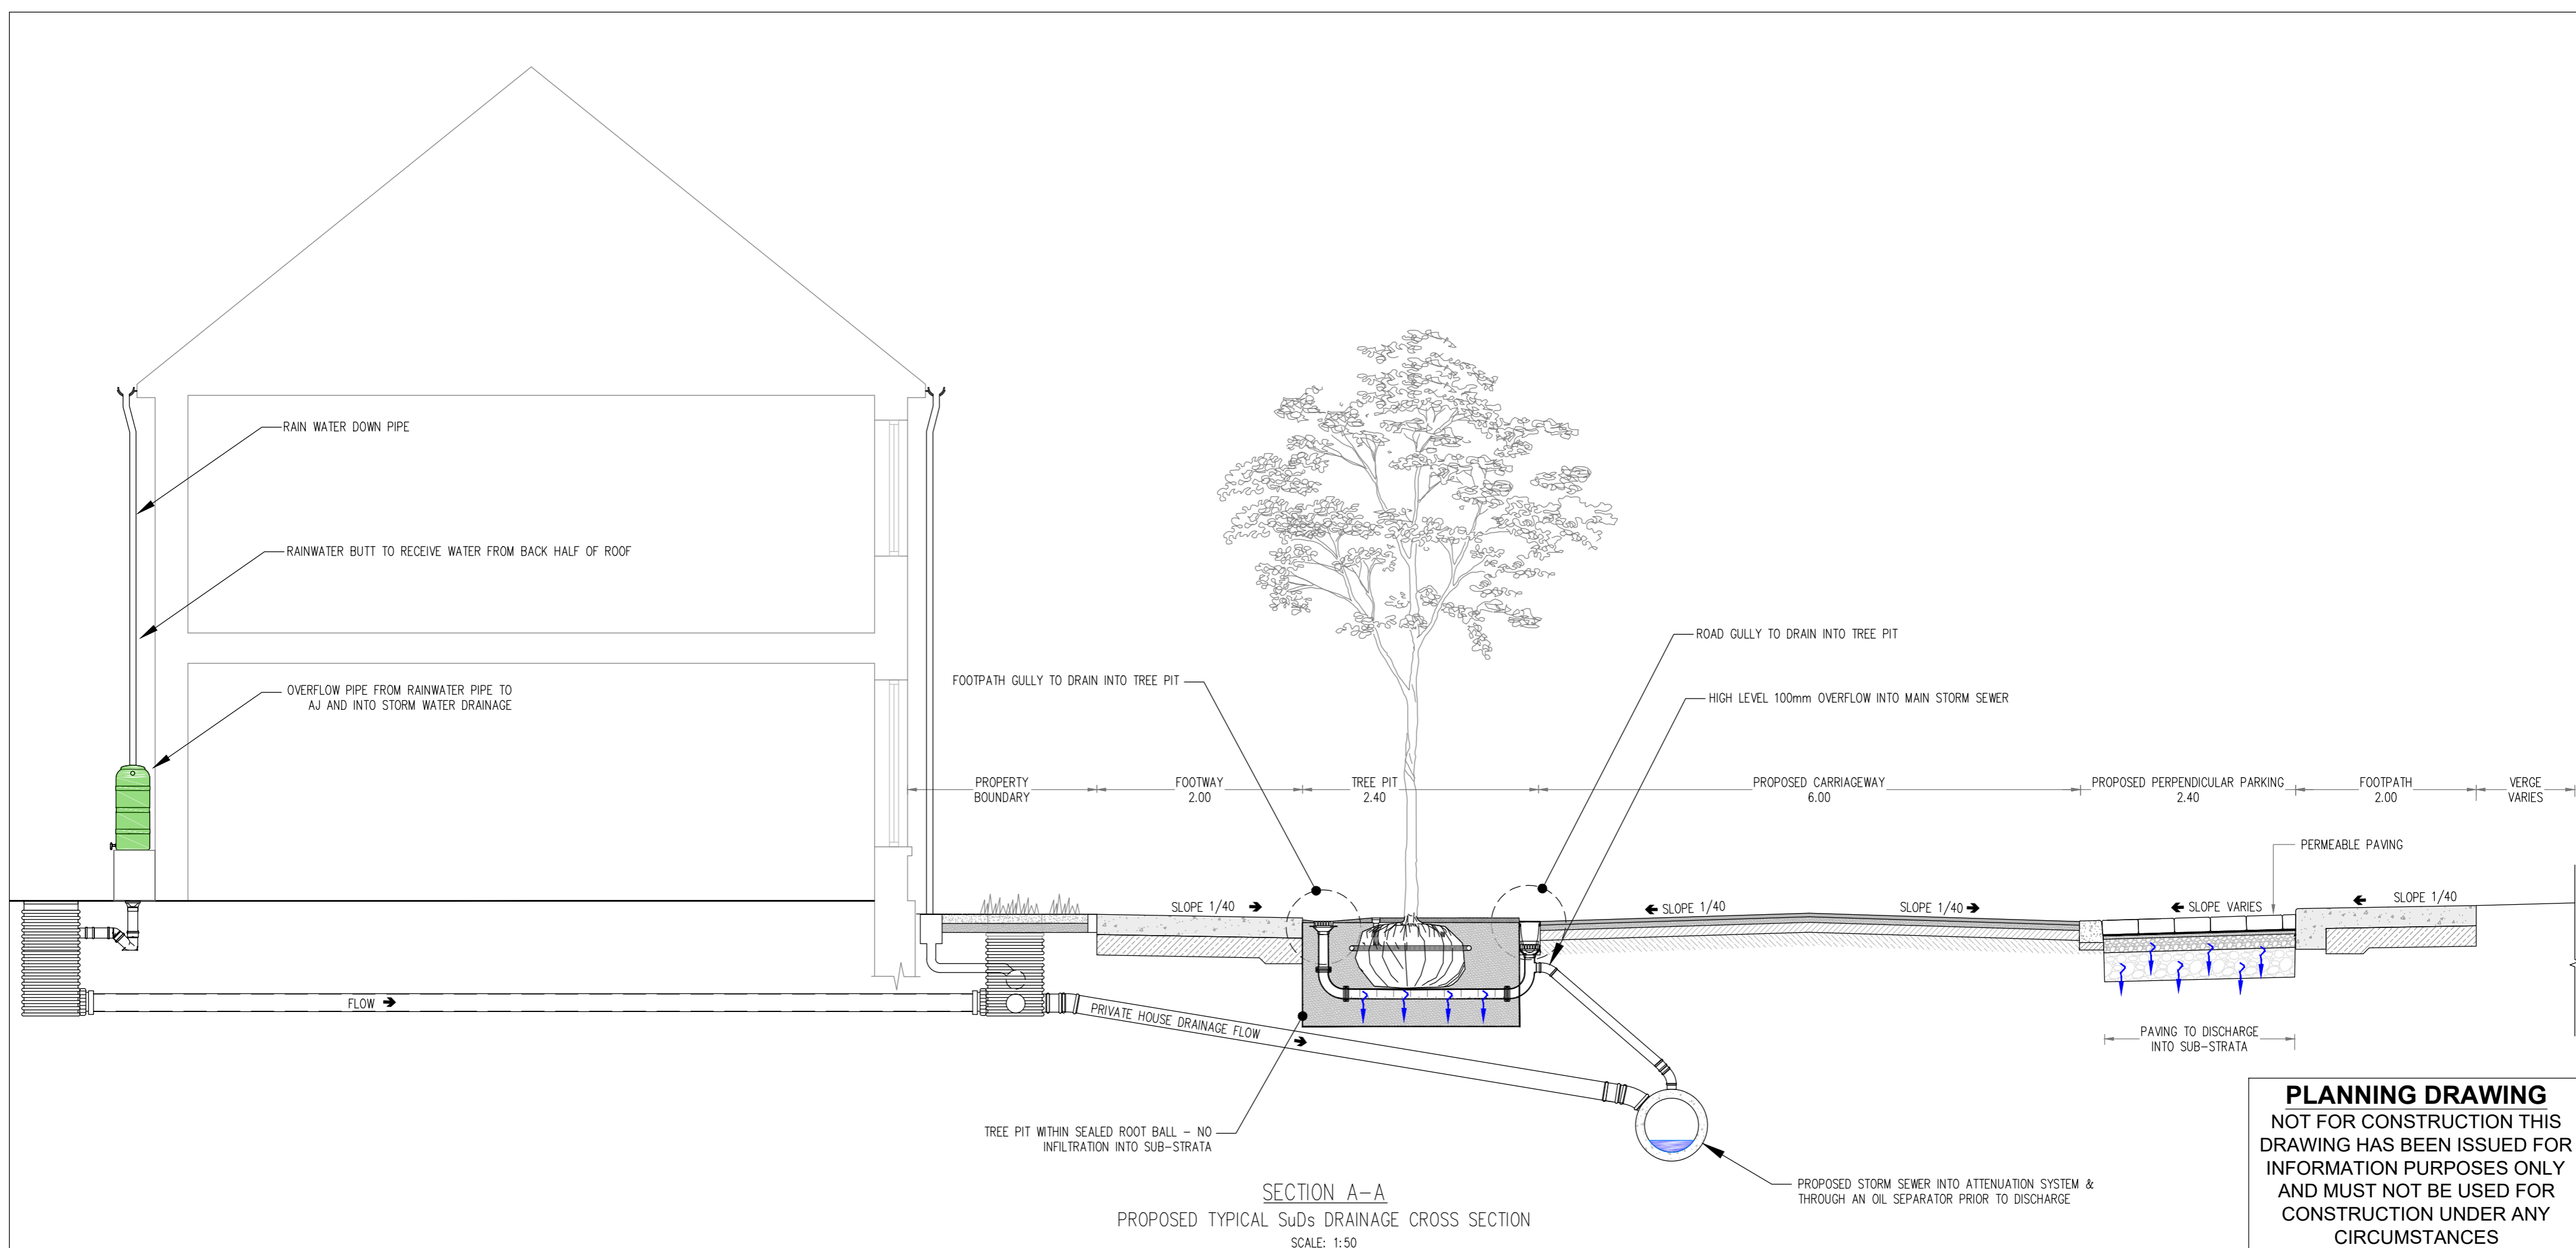 RAIN WATER DOWN PIPE
RAINWATER BUTT TO RECEIVE WATER FROM BACK HALF OF ROOF
OVERFLOW PIPE FROM RAINWATER PIPE TO
AJ AND INTO STORM WATER DRAINAGE
ROAD GULLY TO DRAIN INTO TREE PIT
FOOTPATH GULLY TO DRAIN INTO TREE PIT
HIGH LEVEL 100mm OVERFLOW INTO MAIN STORM SEWER
PROPERTY
BOUNDARY
FOOTWAY
2.00
TREE PIT
2.40
PROPOSED CARRIAGEWAY
6.00
PROPOSED PERPENDICULAR PARKING
2.40
FOOTPATH
2.00
VERGE
VARIES
PERMEABLE PAVING
SLOPE 1/40
SLOPE 1/40
SLOPE 1/40
SLOPE VARIES
SLOPE 1/40
FLOW
PRIVATE HOUSE DRAINAGE FLOW
PAVING TO DISCHARGE
INTO SUB-STRATA
TREE PIT WITHIN SEALED ROOT BALL - NO
INFILTRATION INTO SUB-STRATA
PROPOSED STORM SEWER INTO ATTENUATION SYSTEM &
THROUGH AN OIL SEPARATOR PRIOR TO DISCHARGE
SECTION A-A
PROPOSED TYPICAL SuDs DRAINAGE CROSS SECTION
SCALE: 1:50
PLANNING DRAWING
NOT FOR CONSTRUCTION THIS
DRAWING HAS BEEN ISSUED FOR
INFORMATION PURPOSES ONLY
AND MUST NOT BE USED FOR
CONSTRUCTION UNDER ANY
CIRCUMSTANCES